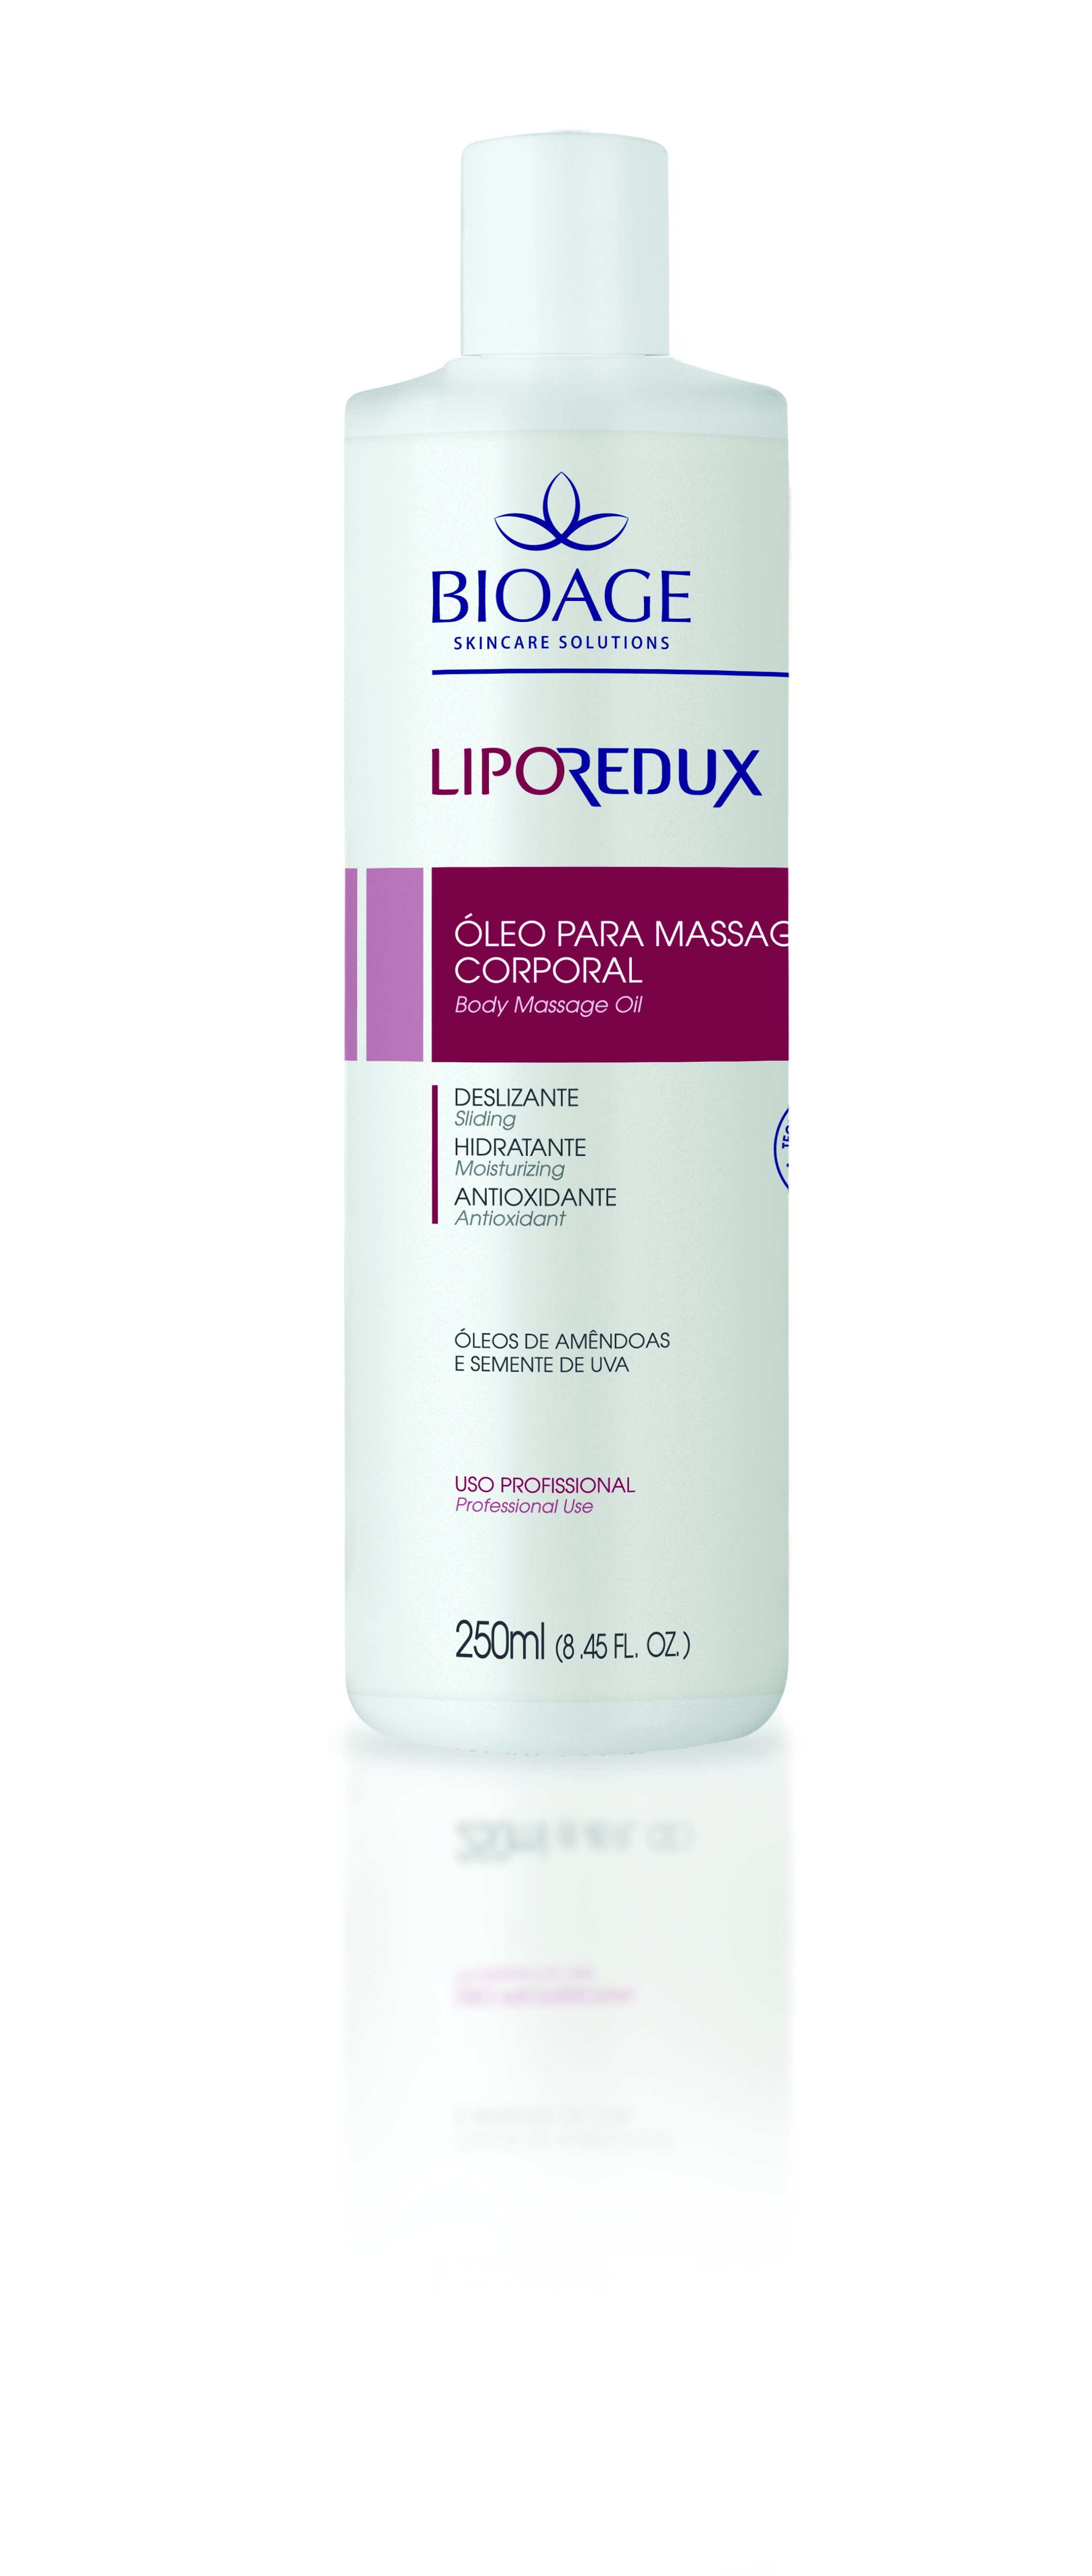 BIOAGE
SKINCARE SOLUTIONS
LIPOREDUX
ÓLEO PARA MASSAG
CORPORAL
Body Massage Oil
DESLIZANTE
Sliding
HIDRATANTE
Moisturizing
ANTIOXIDANTE
Antioxidant
ÓLEOS DE AMÊNDOAS
E SEMENTE DE UVA
USO PROFISSIONAL
Professional Use
250ml (8.45 FL. OZ.)